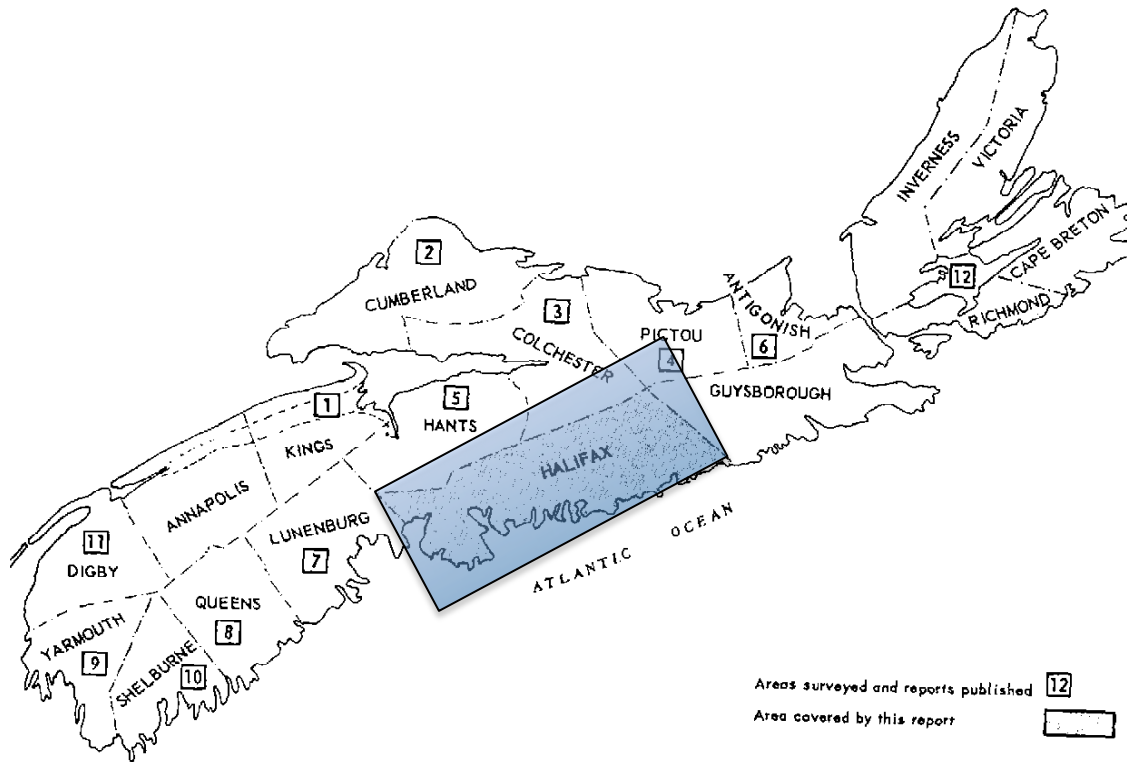 INVERNESS
VICTORIA
CAPE BRETON
12
RICHMOND
2
CUMBERLAND
3
COLCHESTER
PICTOU
4
ANTIGONISH
6
GUYSBOROUGH
1
5
HANTS
KINGS
HALIFAX
ANNAPOLIS
LUNENBURG
7
ATLANTIC OCEAN
11
DIGBY
QUEENS
8
YARMOUTH
9
SHELBURNE
10
Areas surveyed and reports published 12
Area covered by this report